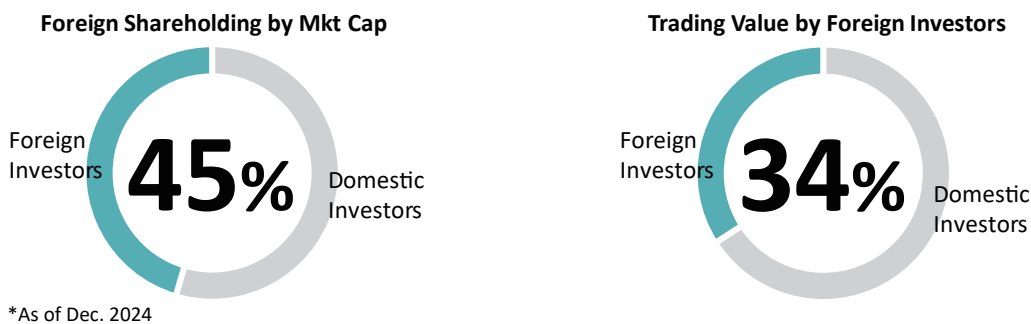 Foreign Shareholding by Mkt Cap
Foreign
Investors
45%
Domestic
Investors
*As of Dec. 2024
Trading Value by Foreign Investors
Foreign
Investors
34%
Domestic
Investors